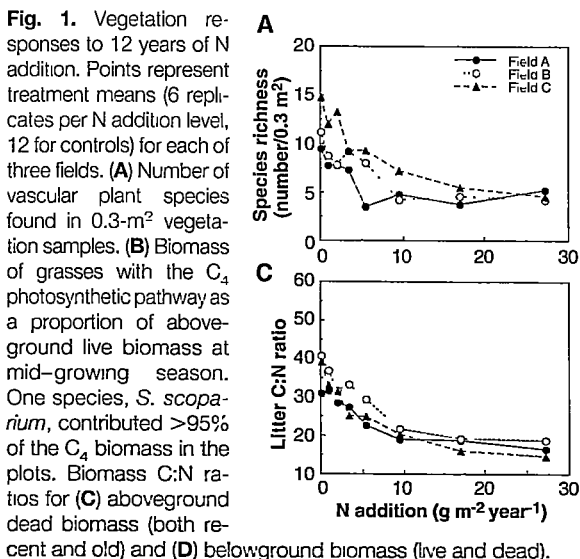 Fig. 1. Vegetation re-
sponses to 12 years of N
addition. Points represent
treatment means (6 repli-
cates per N addition level,
12 for controls) for each of
three fields. (A) Number of
vascular plant species
found in 0.3-m² vegeta-
tion samples. (B) Biomass
of grasses with the C₄
photosynthetic pathway as
a proportion of above-
ground live biomass at
mid–growing season.
One species, S. scopa-
rium, contributed >95%
of the C₄ biomass in the
plots. Biomass C:N ra-
tios for (C) aboveground
dead biomass (both re-
cent and old) and (D) belowground biomass (live and dead).
A
Species richness
(number/0.3 m²)
20
15
10
5
0
0 10 20 30
Field A
Field B
Field C
C
Litter C:N ratio
60
50
40
30
20
10
0 10 20 30
N addition (g m⁻² year⁻¹)